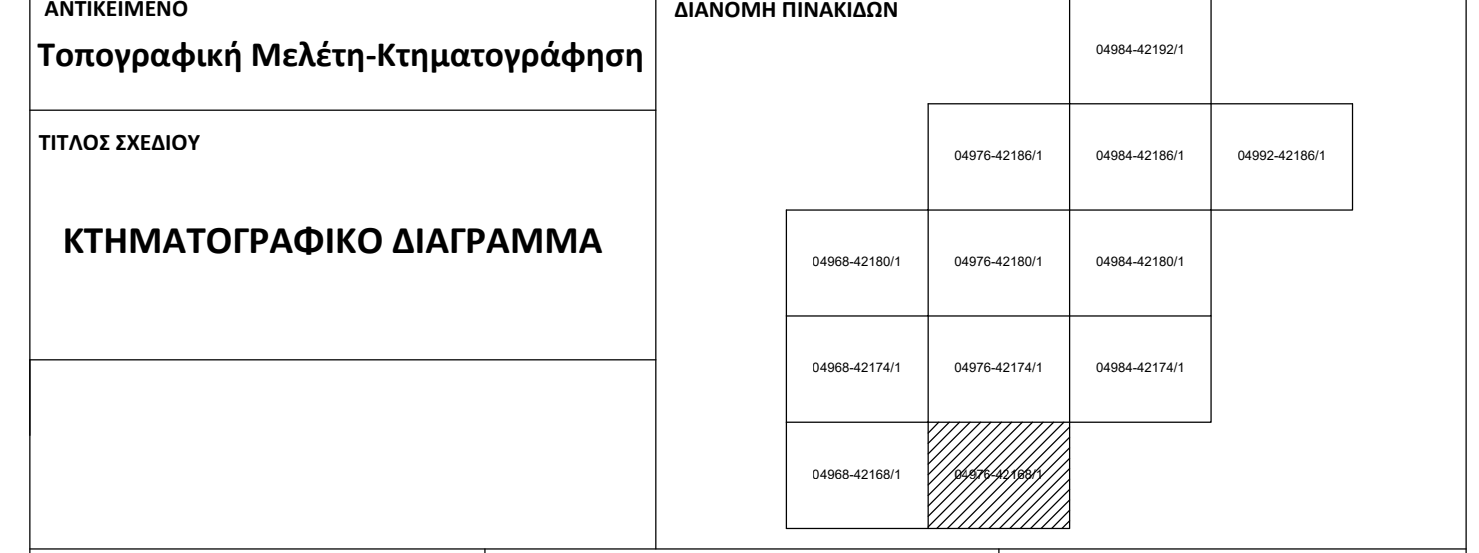 ΑΝΤΙΚΕΙΜΕΝΟ
Τοπογραφική Μελέτη-Κτηματογράφηση
ΤΙΤΛΟΣ ΣΧΕΔΙΟΥ
ΚΤΗΜΑΤΟΓΡΑΦΙΚΟ ΔΙΑΓΡΑΜΜΑ
ΔΙΑΝΟΜΗ ΠΙΝΑΚΙΔΩΝ
04984-42192/1
04976-42186/1 04984-42186/1 04992-42186/1
04968-42180/1 04976-42180/1 04984-42180/1
04968-42174/1 04976-42174/1 04984-42174/1
04968-42168/1 04976-42168/1